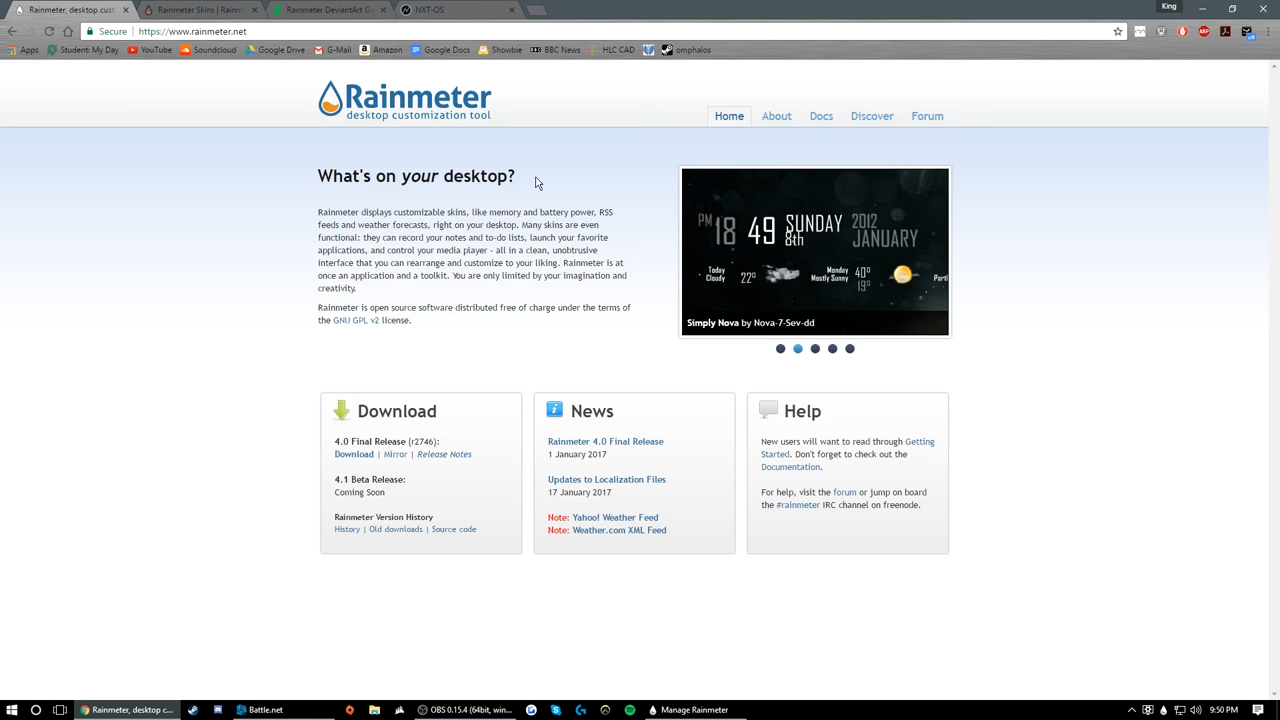 Rainmeter, desktop cust
Rainmeter Skins | Rainm
Rainmeter DeviantArt Ga
NXT-OS
King
Secure
https://www.rainmeter.net
Apps
Student: My Day
YouTube
Soundcloud
Google Drive
G-Mail
Amazon
Google Docs
Showbie
BBC News
HLC CAD
omphalos
Rainmeter
desktop customization tool
Home
About
Docs
Discover
Forum
What's on your desktop?
Rainmeter displays customizable skins, like memory and battery power, RSS
feeds and weather forecasts, right on your desktop. Many skins are even
functional: they can record your notes and to-do lists, launch your favorite
applications, and control your media player - all in a clean, unobtrusive
interface that you can rearrange and customize to your liking. Rainmeter is at
once an application and a toolkit. You are only limited by your imagination and
creativity.
Rainmeter is open source software distributed free of charge under the terms of
the GNU GPL v2 license.
PM 18 49 SUNDAY 8th 2012 JANUARY
Today Cloudy 22° Monday Mostly Sunny 40° 19° Parti
Simply Nova by Nova-7-Sev-dd
Download
4.0 Final Release (r2746):
Download | Mirror | Release Notes
4.1 Beta Release:
Coming Soon
Rainmeter Version History
History | Old downloads | Source code
News
Rainmeter 4.0 Final Release
1 January 2017
Updates to Localization Files
17 January 2017
Note: Yahoo! Weather Feed
Note: Weather.com XML Feed
Help
New users will want to read through Getting
Started. Don't forget to check out the
Documentation.
For help, visit the forum or jump on board
the #rainmeter IRC channel on freenode.
Rainmeter, desktop c...
Battle.net
OBS 0.15.4 (64bit, win...
Manage Rainmeter
9:50 PM